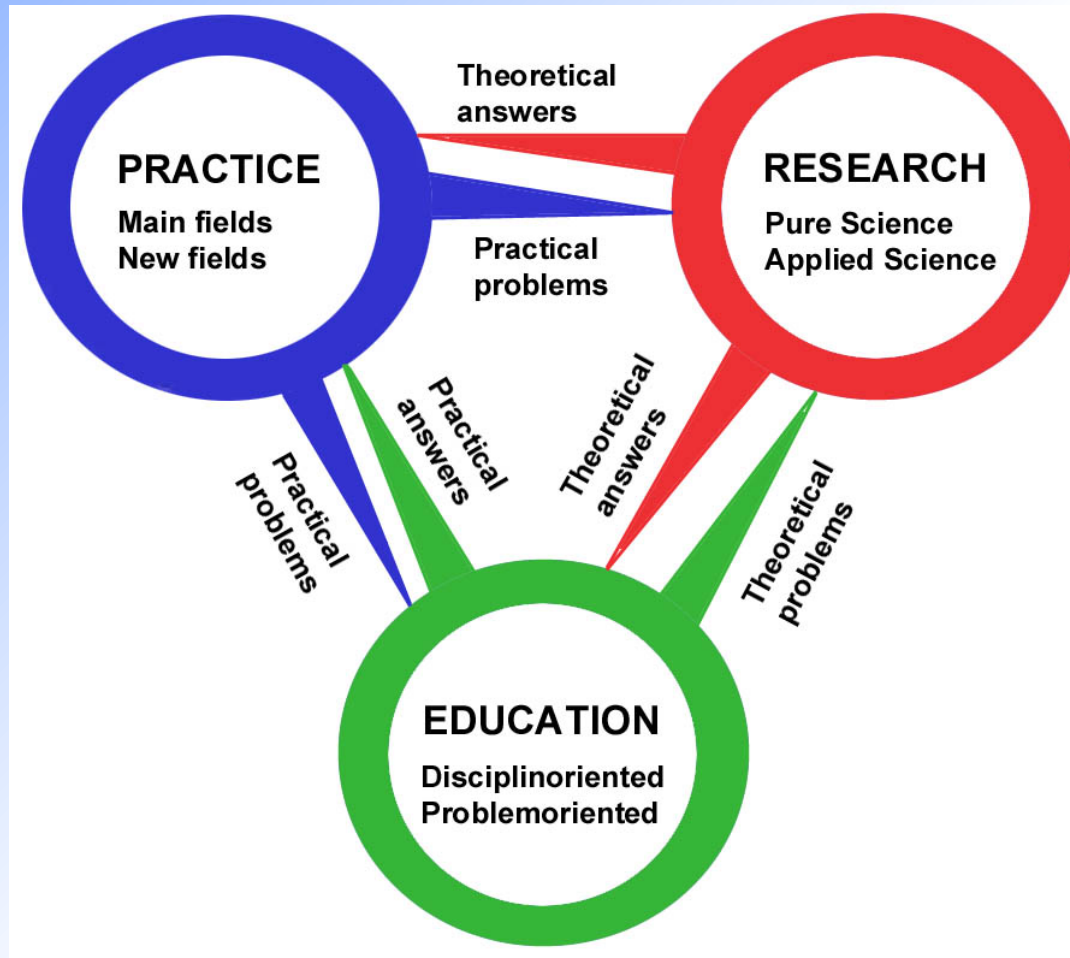 Theoretical
answers
PRACTICE
Main fields
New fields
RESEARCH
Pure Science
Applied Science
Practical
problems
Practical
problems
Practical
answers
Theoretical
answers
Theoretical
problems
EDUCATION
Disciplinoriented
Problemoriented